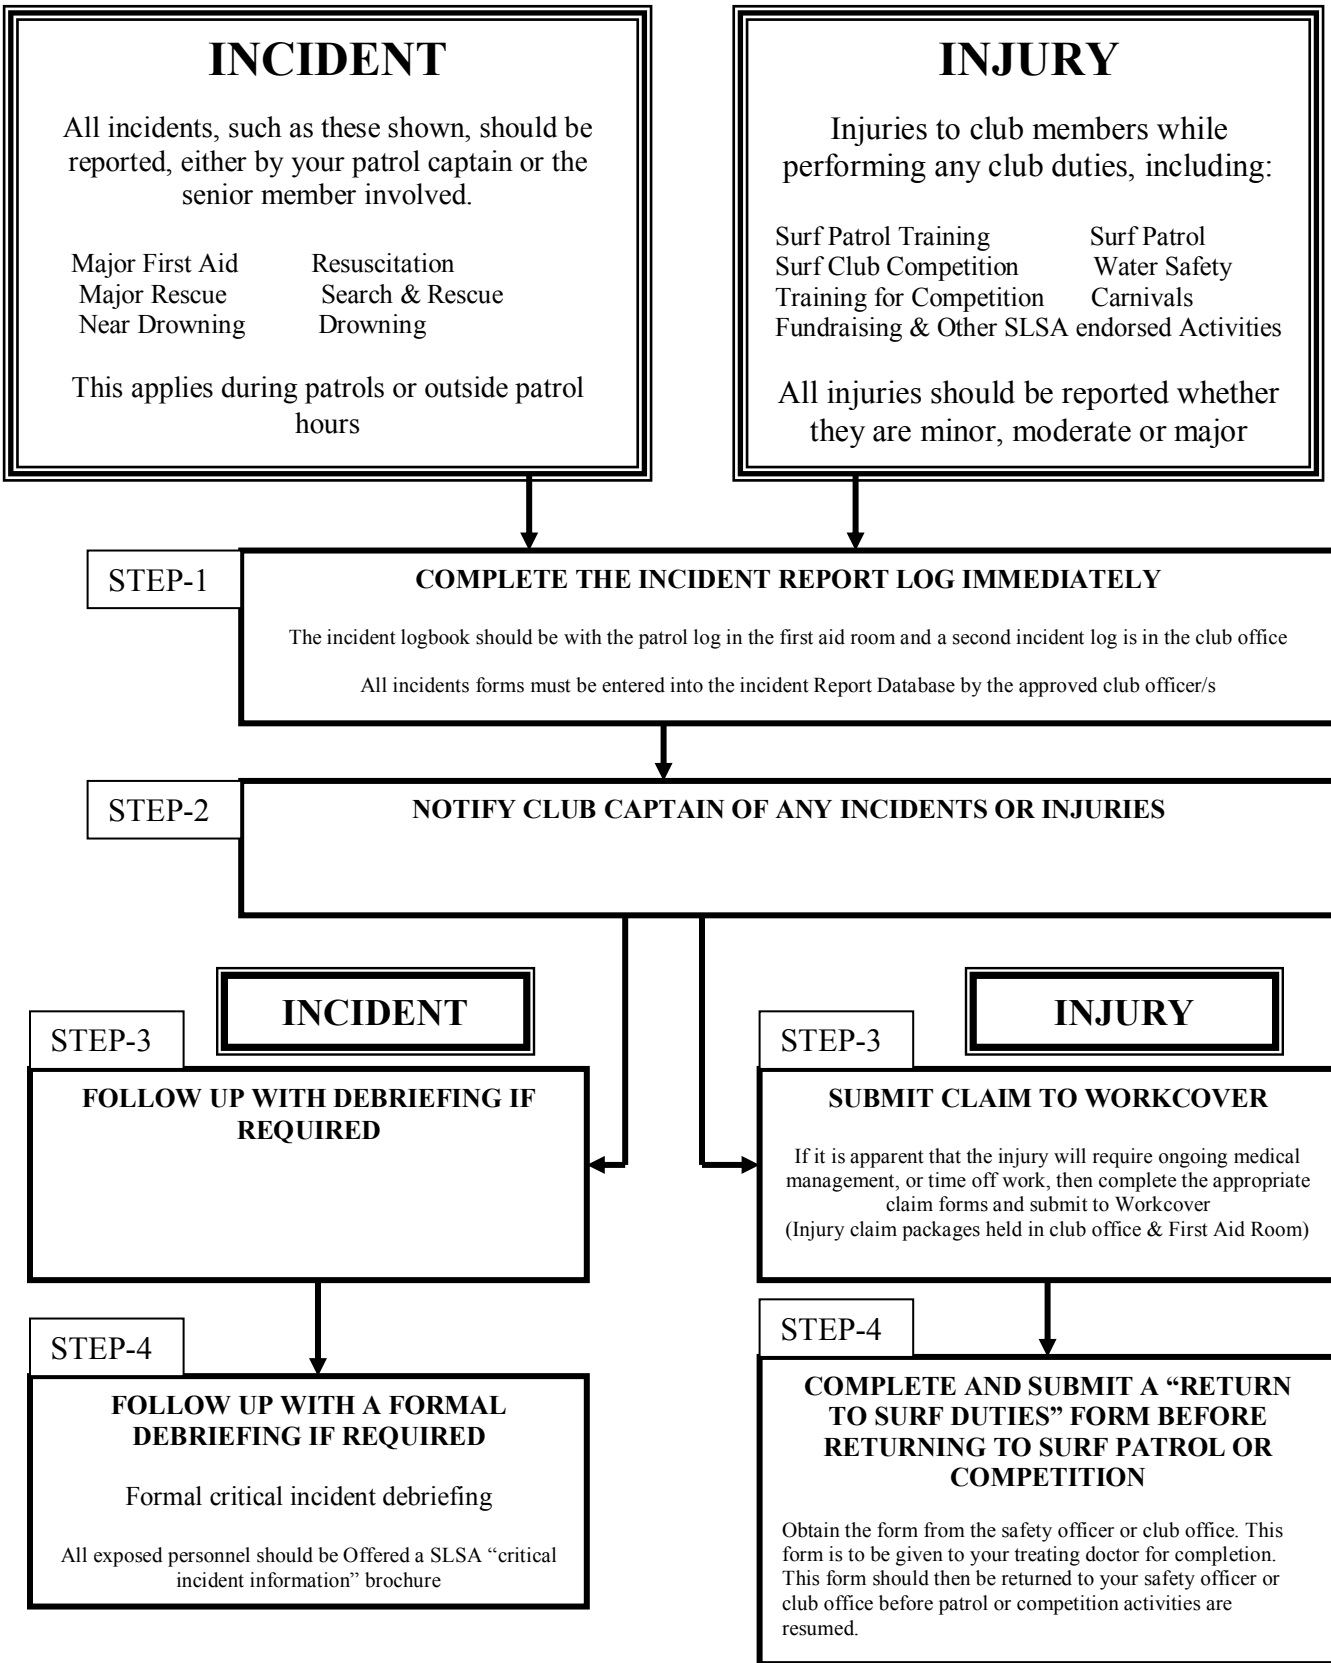 INCIDENT
All incidents, such as these shown, should be
reported, either by your patrol captain or the
senior member involved.
Major First Aid Resuscitation
Major Rescue Search & Rescue
Near Drowning Drowning
This applies during patrols or outside patrol
hours
INJURY
Injuries to club members while
performing any club duties, including:
Surf Patrol Training Surf Patrol
Surf Club Competition Water Safety
Training for Competition Carnivals
Fundraising & Other SLSA endorsed Activities
All injuries should be reported whether
they are minor, moderate or major
STEP-1
COMPLETE THE INCIDENT REPORT LOG IMMEDIATELY
The incident logbook should be with the patrol log in the first aid room and a second incident log is in the club office
All incidents forms must be entered into the incident Report Database by the approved club officer/s
STEP-2
NOTIFY CLUB CAPTAIN OF ANY INCIDENTS OR INJURIES
INCIDENT
STEP-3
FOLLOW UP WITH DEBRIEFING IF
REQUIRED
STEP-4
FOLLOW UP WITH A FORMAL
DEBRIEFING IF REQUIRED
Formal critical incident debriefing
All exposed personnel should be Offered a SLSA “critical
incident information” brochure
INJURY
STEP-3
SUBMIT CLAIM TO WORKCOVER
If it is apparent that the injury will require ongoing medical
management, or time off work, then complete the appropriate
claim forms and submit to Workcover
(Injury claim packages held in club office & First Aid Room)
STEP-4
COMPLETE AND SUBMIT A “RETURN
TO SURF DUTIES” FORM BEFORE
RETURNING TO SURF PATROL OR
COMPETITION
Obtain the form from the safety officer or club office. This
form is to be given to your treating doctor for completion.
This form should then be returned to your safety officer or
club office before patrol or competition activities are
resumed.